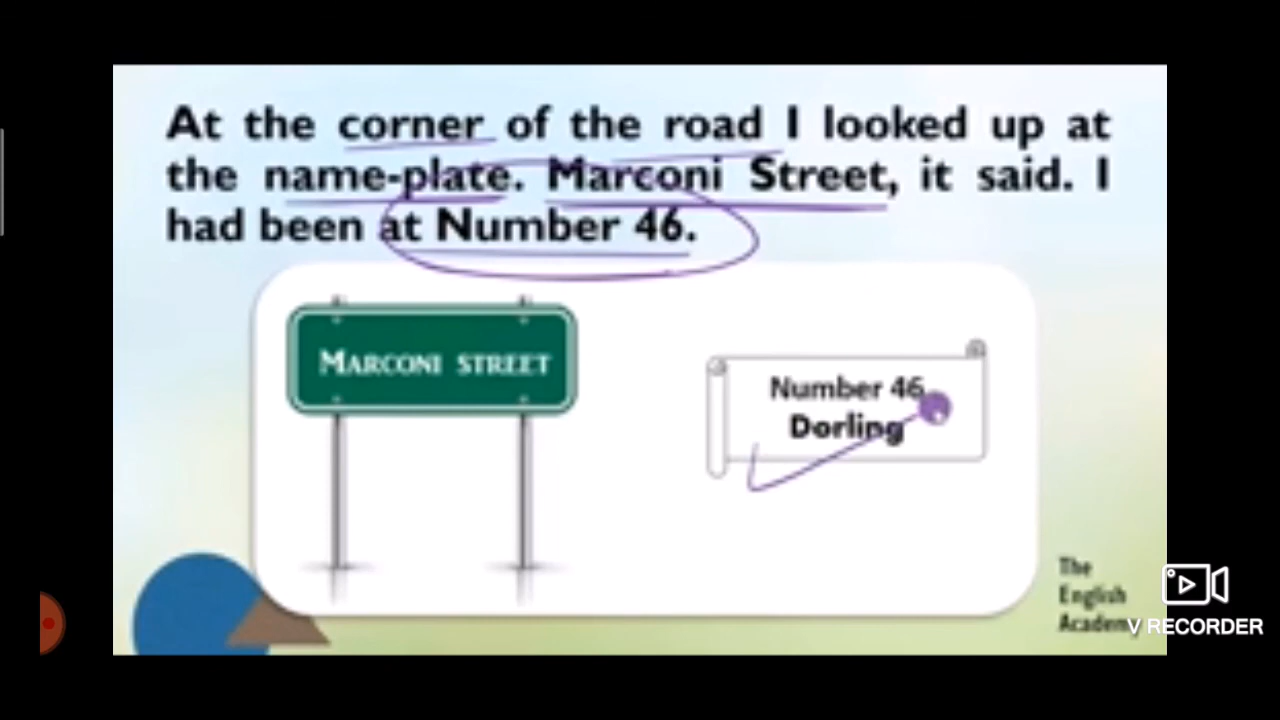 At the corner of the road I looked up at
the name-plate. Marconi Street, it said. I
had been at Number 46.
MARCONI STREET
Number 46
Dorling
The
English
Academy
V RECORDER